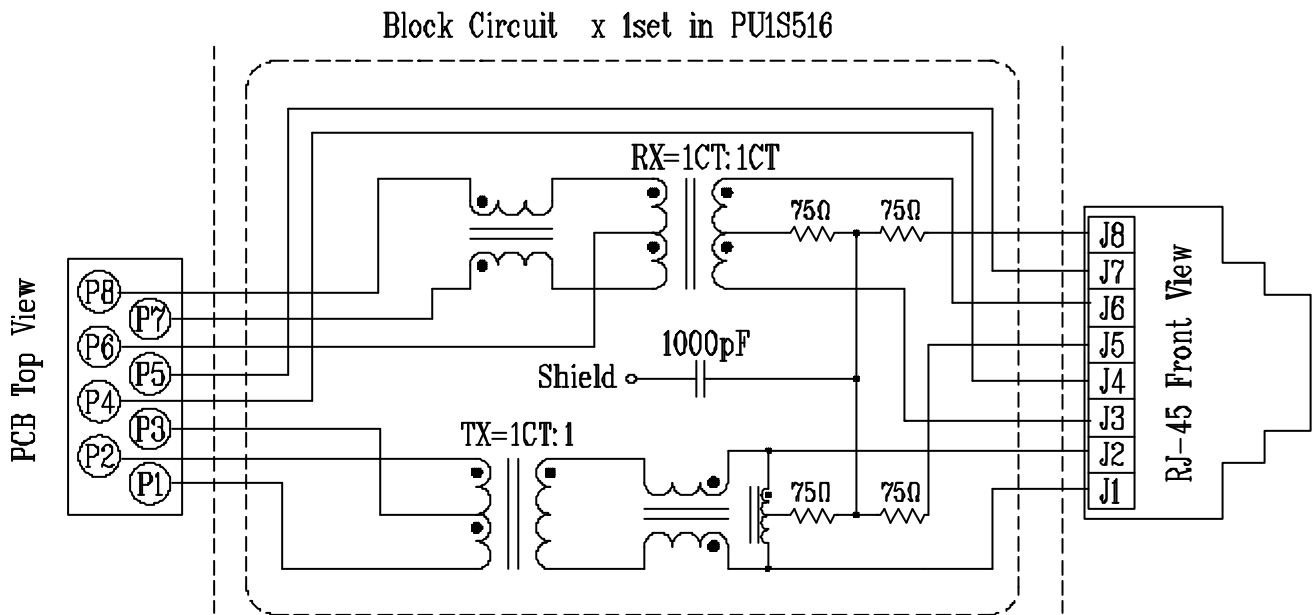 Block Circuit x 1set in PU1S516
RX=1CT:1CT
75Ω 75Ω
J8
J7
J6
J5
J4
J3
J2
J1
RJ-45 Front View
PCB Top View
P8
P7
P6
P5
P4
P3
P2
P1
1000pF
Shield
TX=1CT:1
75Ω 75Ω